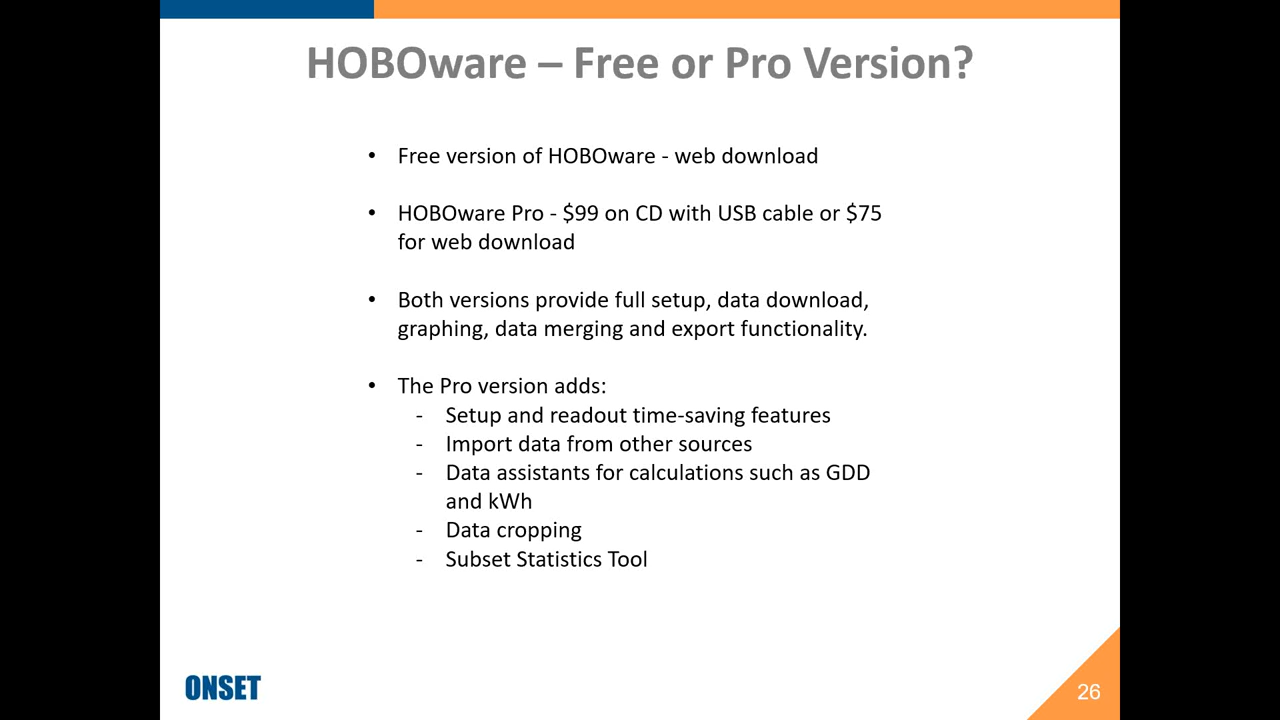 HOBOware – Free or Pro Version?
• Free version of HOBOware - web download
• HOBOware Pro - $99 on CD with USB cable or $75
for web download
• Both versions provide full setup, data download,
graphing, data merging and export functionality.
• The Pro version adds:
- Setup and readout time-saving features
- Import data from other sources
- Data assistants for calculations such as GDD
and kWh
- Data cropping
- Subset Statistics Tool
ONSET
26